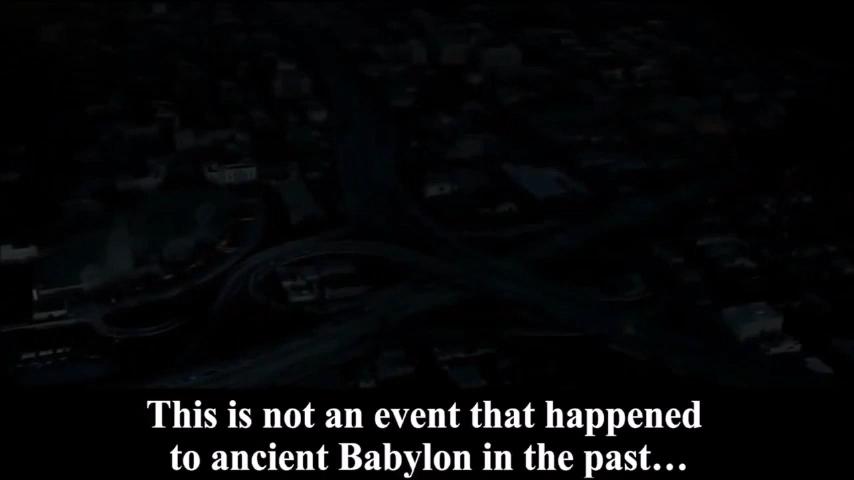 This is not an event that happened
to ancient Babylon in the past…